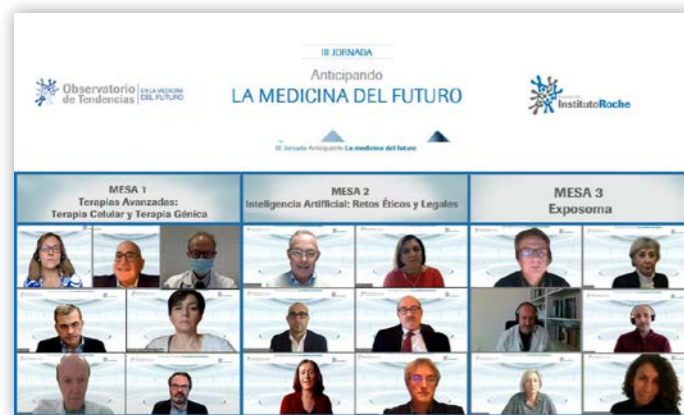 III JORNADA
Anticipando
LA MEDICINA DEL FUTURO
Observatorio
de Tendencias
EN LA MEDICINA
DEL FUTURO
InstitutoRoche
III Jornada Anticipando La medicina del futuro
MESA 1
Terapias Avanzadas:
Terapia Celular y Terapia Génica
MESA 2
Inteligencia Artificial: Retos Éticos y Legales
MESA 3
Exposoma